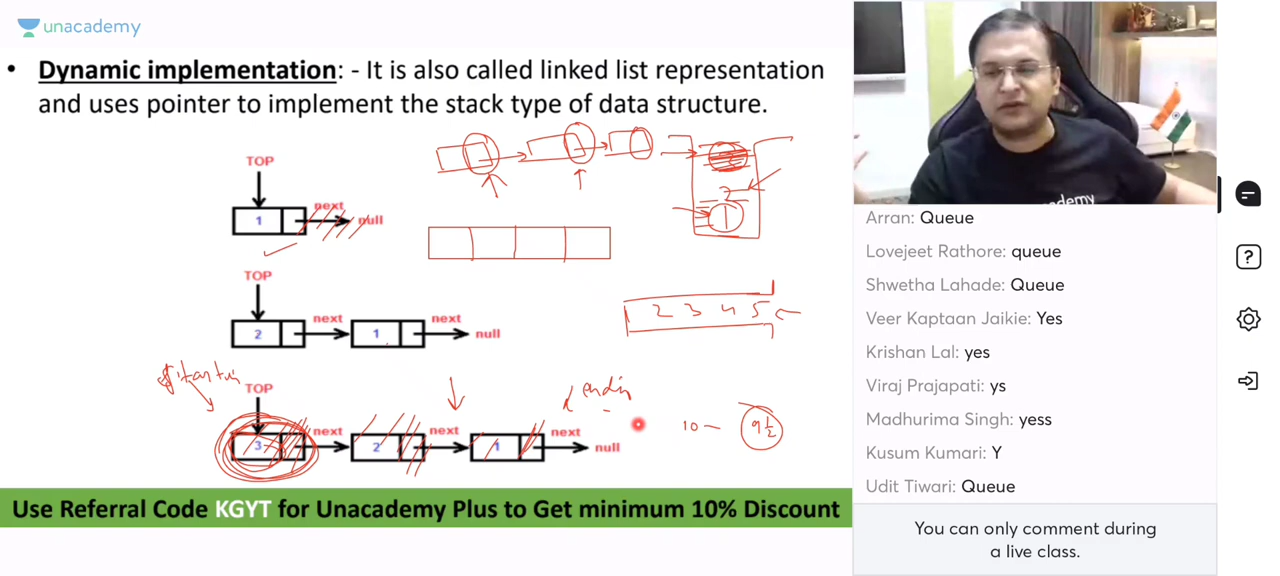 unacademy
• Dynamic implementation: - It is also called linked list representation
and uses pointer to implement the stack type of data structure.
TOP
1
next
null
TOP
2
next
1
next
null
TOP
3
next
2
next
1
next
null
1
2 3 4 5
10 - 9½
Use Referral Code KGYT for Unacademy Plus to Get minimum 10% Discount
academy
Arran: Queue
Lovejeet Rathore: queue
Shwetha Lahade: Queue
Veer Kaptaan Jaikie: Yes
Krishan Lal: yes
Viraj Prajapati: ys
Madhurima Singh: yess
Kusum Kumari: Y
Udit Tiwari: Queue
You can only comment during
a live class.